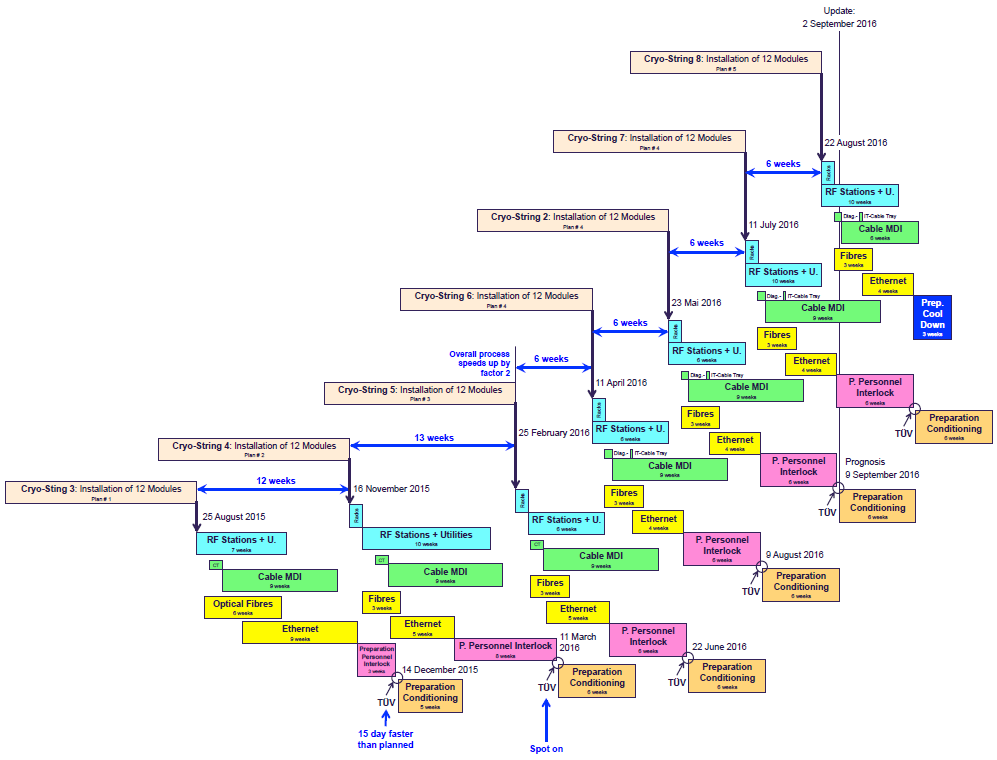 Update:
2 September 2016
Cryo-String 8: Installation of 12 Modules
Plan # 5
22 August 2016
Cryo-String 7: Installation of 12 Modules
Plan # 4
6 weeks
Racks
RF Stations + U.
10 weeks
Diag.- IT-Cable Tray
Cable MDI
6 weeks
Fibres
3 weeks
Ethernet
4 weeks
Prep.
Cool
Down
3 weeks
Cryo-String 2: Installation of 12 Modules
Plan # 4
11 July 2016
6 weeks
Racks
RF Stations + U.
10 weeks
Diag.- IT-Cable Tray
Cable MDI
9 weeks
Fibres
3 weeks
Ethernet
4 weeks
P. Personnel
Interlock
6 weeks
TÜV
Preparation
Conditioning
6 weeks
Cryo-String 6: Installation of 12 Modules
Plan # 4
23 Mai 2016
6 weeks
Racks
RF Stations + U.
6 weeks
Diag.- IT-Cable Tray
Cable MDI
9 weeks
Fibres
3 weeks
Ethernet
4 weeks
P. Personnel
Interlock
6 weeks
Prognosis
9 September 2016
TÜV
Preparation
Conditioning
6 weeks
Overall process
speeds up by
factor 2
6 weeks
Cryo-String 5: Installation of 12 Modules
Plan # 3
11 April 2016
Racks
RF Stations + U.
6 weeks
Diag.- IT-Cable Tray
Cable MDI
9 weeks
Fibres
3 weeks
Ethernet
4 weeks
P. Personnel
Interlock
6 weeks
9 August 2016
TÜV
Preparation
Conditioning
6 weeks
Cryo-String 4: Installation of 12 Modules
Plan # 2
13 weeks
25 February 2016
Racks
RF Stations + U.
6 weeks
CT
Cable MDI
9 weeks
Fibres
3 weeks
Ethernet
5 weeks
P. Personnel
Interlock
6 weeks
22 June 2016
TÜV
Preparation
Conditioning
6 weeks
Cryo-Sting 3: Installation of 12 Modules
Plan # 1
12 weeks
16 November 2015
Racks
RF Stations + Utilities
10 weeks
CT
Cable MDI
9 weeks
Fibres
3 weeks
Ethernet
5 weeks
P. Personnel Interlock
8 weeks
11 March
2016
TÜV
Preparation
Conditioning
6 weeks
Spot on
25 August 2015
RF Stations + U.
7 weeks
CT
Cable MDI
9 weeks
Optical Fibres
6 weeks
Ethernet
9 weeks
Preparation
Personnel
Interlock
3 weeks
14 December 2015
TÜV
Preparation
Conditioning
5 weeks
15 day faster
than planned